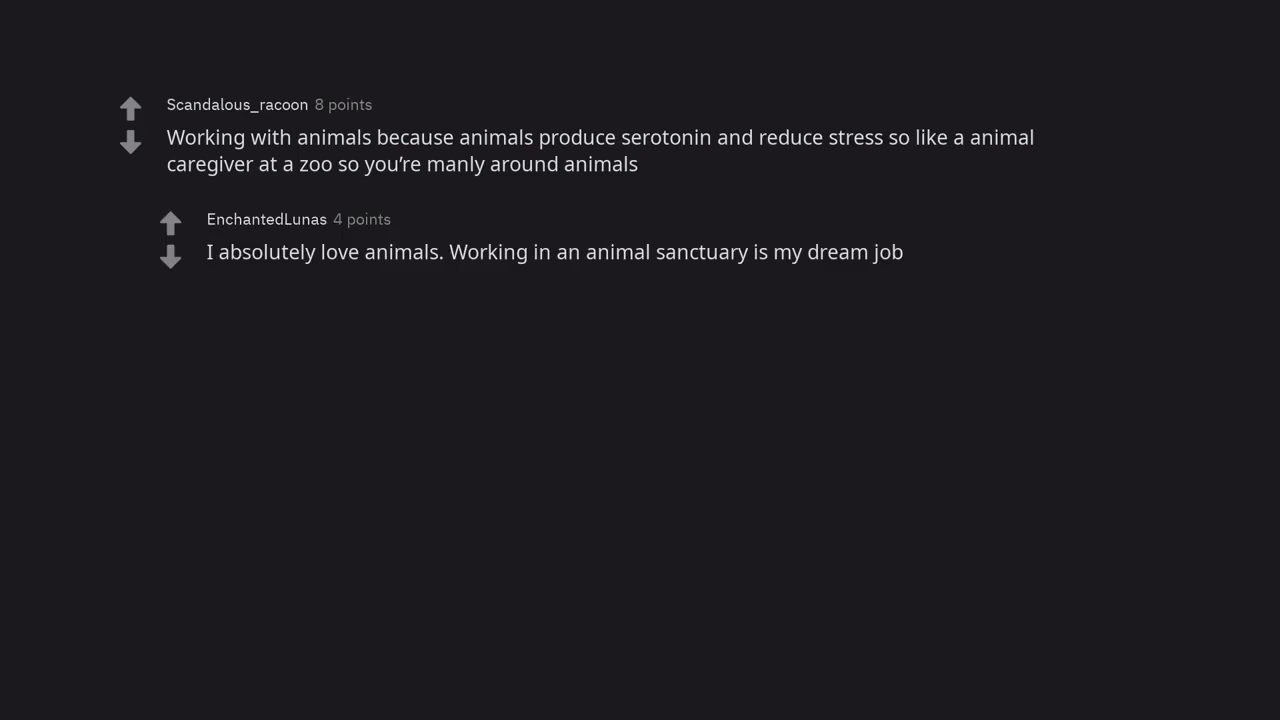 Scandalous_racoon 8 points
Working with animals because animals produce serotonin and reduce stress so like a animal
caregiver at a zoo so you’re manly around animals
EnchantedLunas 4 points
I absolutely love animals. Working in an animal sanctuary is my dream job